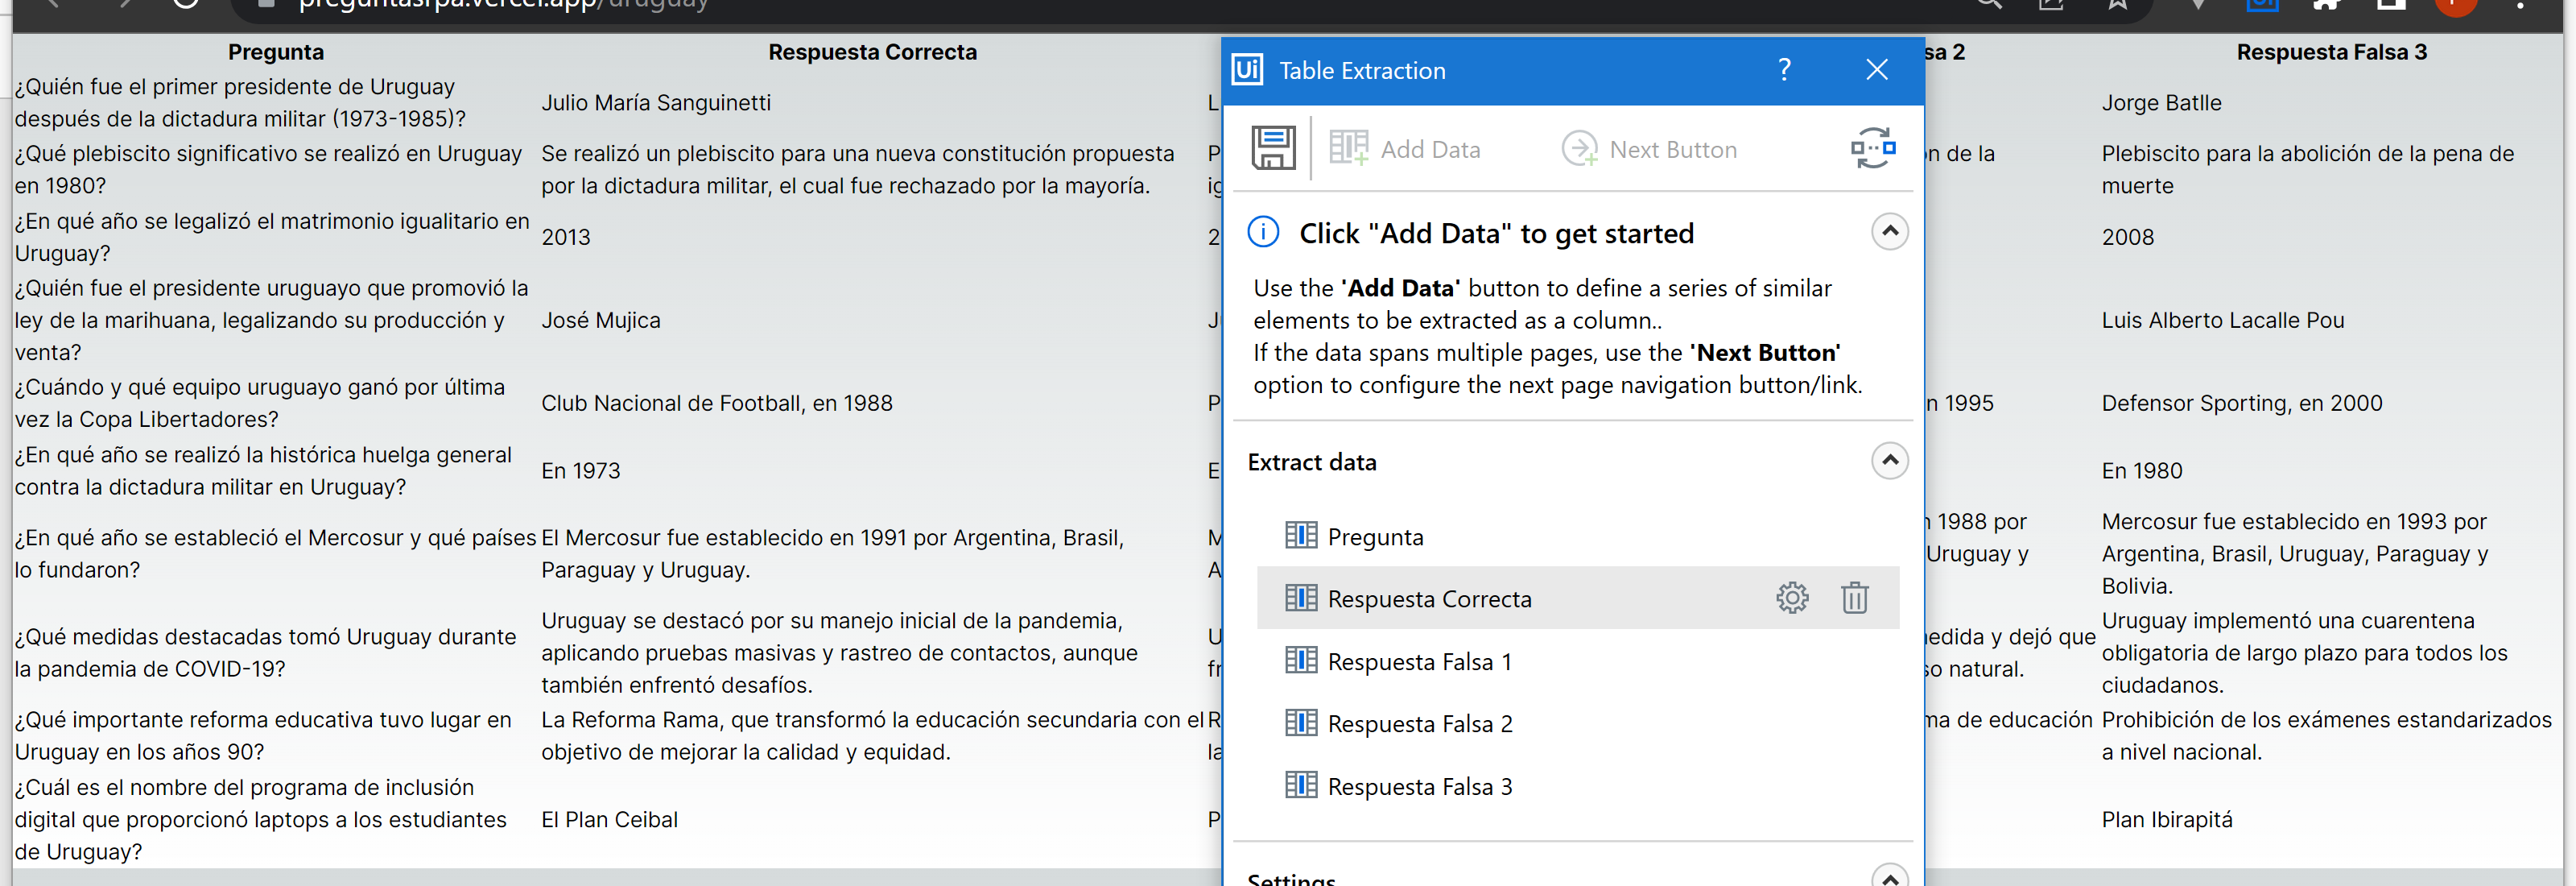 preguntasrpa.vercel.app/uruguay
Pregunta
Respuesta Correcta
sa 2
Respuesta Falsa 3
¿Quién fue el primer presidente de Uruguay
después de la dictadura militar (1973-1985)?
Julio María Sanguinetti
L
Jorge Batlle
¿Qué plebiscito significativo se realizó en Uruguay
en 1980?
Se realizó un plebiscito para una nueva constitución propuesta
por la dictadura militar, el cual fue rechazado por la mayoría.
P
ig
n de la
Plebiscito para la abolición de la pena de
muerte
¿En qué año se legalizó el matrimonio igualitario en
Uruguay?
2013
2
2008
¿Quién fue el presidente uruguayo que promovió la
ley de la marihuana, legalizando su producción y
venta?
José Mujica
J
Luis Alberto Lacalle Pou
¿Cuándo y qué equipo uruguayo ganó por última
vez la Copa Libertadores?
Club Nacional de Football, en 1988
P
n 1995
Defensor Sporting, en 2000
¿En qué año se realizó la histórica huelga general
contra la dictadura militar en Uruguay?
En 1973
E
En 1980
¿En qué año se estableció el Mercosur y qué países
lo fundaron?
El Mercosur fue establecido en 1991 por Argentina, Brasil,
Paraguay y Uruguay.
M
A
1988 por
Uruguay y
Mercosur fue establecido en 1993 por
Argentina, Brasil, Uruguay, Paraguay y
Bolivia.
¿Qué medidas destacadas tomó Uruguay durante
la pandemia de COVID-19?
Uruguay se destacó por su manejo inicial de la pandemia,
aplicando pruebas masivas y rastreo de contactos, aunque
también enfrentó desafíos.
U
fr
edida y dejó que
so natural.
Uruguay implementó una cuarentena
obligatoria de largo plazo para todos los
ciudadanos.
¿Qué importante reforma educativa tuvo lugar en
Uruguay en los años 90?
La Reforma Rama, que transformó la educación secundaria con el
objetivo de mejorar la calidad y equidad.
R
la
ma de educación
Prohibición de los exámenes estandarizados
a nivel nacional.
¿Cuál es el nombre del programa de inclusión
digital que proporcionó laptops a los estudiantes
de Uruguay?
El Plan Ceibal
P
Plan Ibirapitá
Ui Table Extraction ?
Add Data
Next Button
Click "Add Data" to get started
Use the 'Add Data' button to define a series of similar
elements to be extracted as a column..
If the data spans multiple pages, use the 'Next Button'
option to configure the next page navigation button/link.
Extract data
Pregunta
Respuesta Correcta
Respuesta Falsa 1
Respuesta Falsa 2
Respuesta Falsa 3
Settings